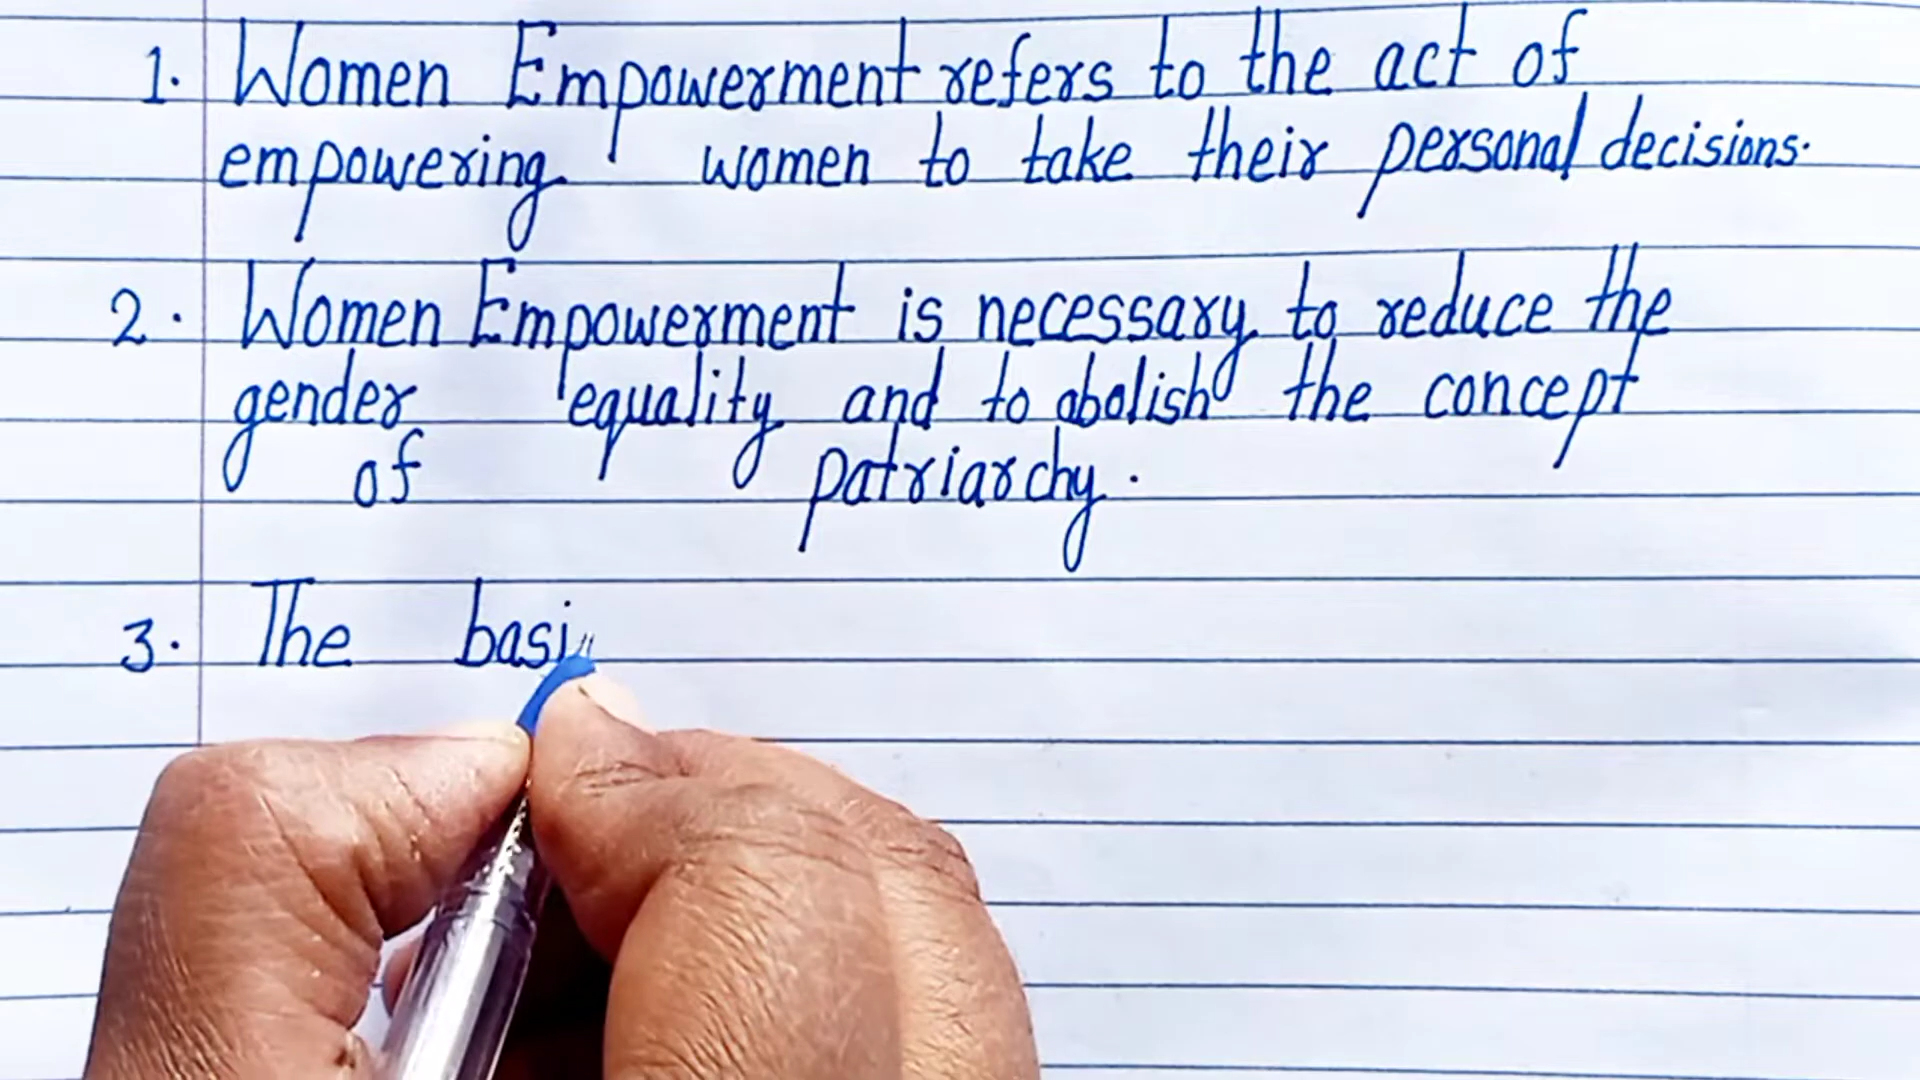 1. Women Empowerment refers to the act of
empowering women to take their personal decisions.
2. Women Empowerment is necessary to reduce the
gender equality and to abolish the concept
of patriarchy.
3. The basi